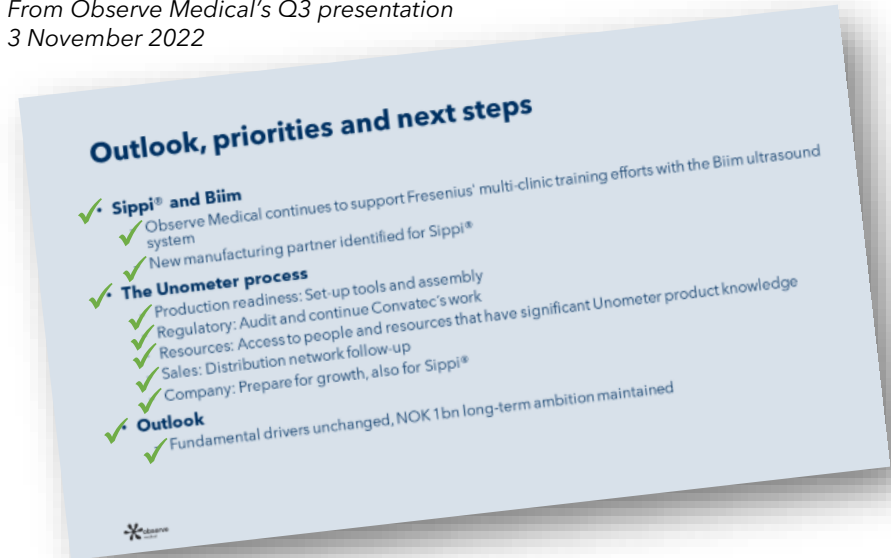 From Observe Medical's Q3 presentation
3 November 2022
Outlook, priorities and next steps
• Sippi® and Biim
Observe Medical continues to support Fresenius' multi-clinic training efforts with the Biim ultrasound
system
New manufacturing partner identified for Sippi®
• The Unometer process
Production readiness: Set-up tools and assembly
Regulatory: Audit and continue Convatec's work
Resources: Access to people and resources that have significant Unometer product knowledge
Sales: Distribution network follow-up
Company: Prepare for growth, also for Sippi®
• Outlook
Fundamental drivers unchanged, NOK 1bn long-term ambition maintained
observe
medical